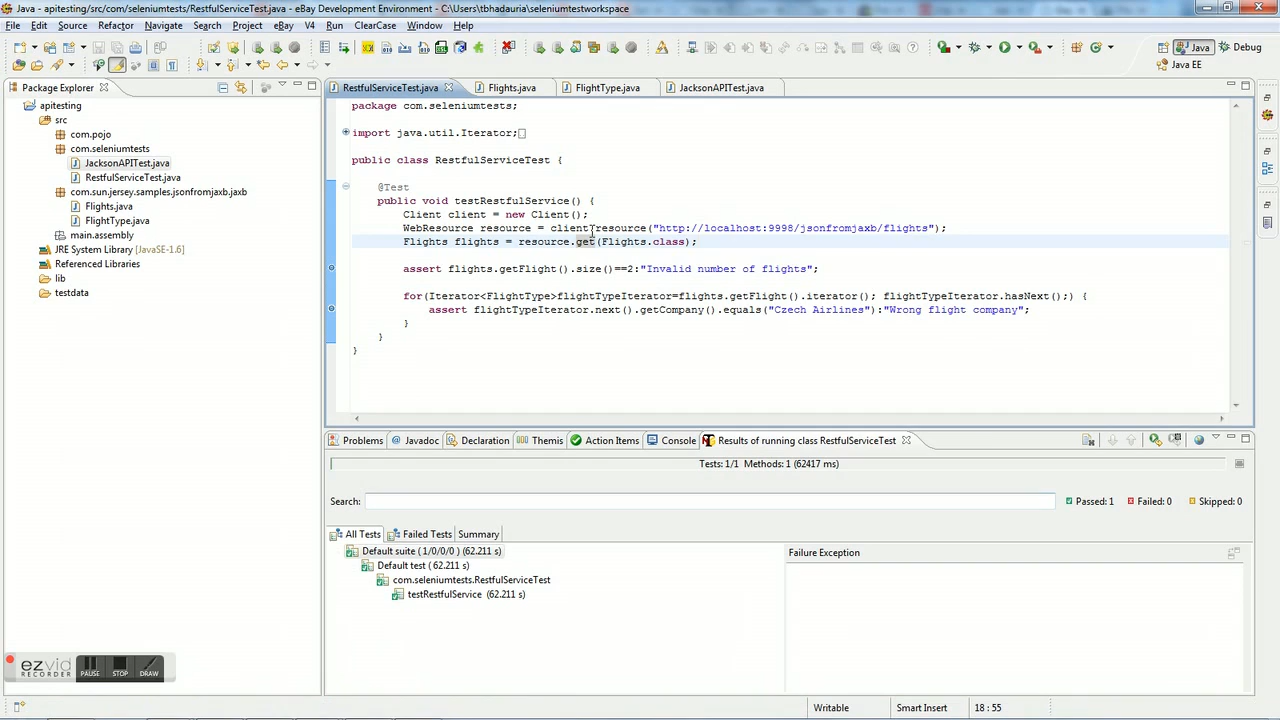 Java - apitesting/src/com/seleniumtests/RestfulServiceTest.java - eBay Development Environment - C:\Users\tbhadauria\seleniumtestworkspace
File Edit Source Refactor Navigate Search Project eBay V4 Run ClearCase Window Help
Java Debug
Java EE
Package Explorer
apitesting
src
com.pojo
com.seleniumtests
JacksonAPITest.java
RestfulServiceTest.java
com.sun.jersey.samples.jsonfromjaxb.jaxb
Flights.java
FlightType.java
main.assembly
JRE System Library [JavaSE-1.6]
Referenced Libraries
lib
testdata
RestfulServiceTest.java Flights.java FlightType.java JacksonAPITest.java
package com.seleniumtests;
import java.util.Iterator;
public class RestfulServiceTest {
@Test
public void testRestfulService() {
Client client = new Client();
WebResource resource = client.resource("http://localhost:9998/jsonfromjaxb/flights");
Flights flights = resource.get(Flights.class);
assert flights.getFlight().size()==2:"Invalid number of flights";
for(Iterator<FlightType>flightTypeIterator=flights.getFlight().iterator(); flightTypeIterator.hasNext();) {
assert flightTypeIterator.next().getCompany().equals("Czech Airlines"):"Wrong flight company";
}
}
}
Problems Javadoc Declaration Themis Action Items Console Results of running class RestfulServiceTest
Tests: 1/1 Methods: 1 (62417 ms)
Search: Passed: 1 Failed: 0 Skipped: 0
All Tests Failed Tests Summary
Default suite ( 1/0/0/0 ) (62.211 s)
Default test ( 62.211 s)
com.seleniumtests.RestfulServiceTest
testRestfulService (62.211 s)
Failure Exception
ezvid
RECORDER
PAUSE STOP DRAW
Writable Smart Insert 18 : 55